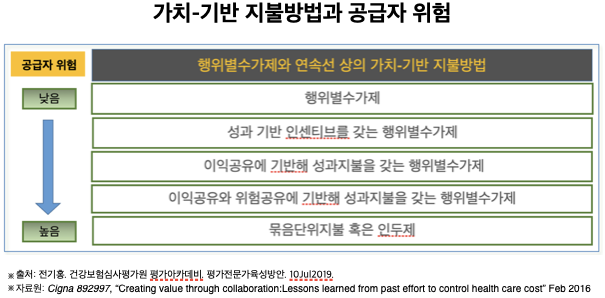 가치-기반 지불방법과 공급자 위험
공급자 위험
행위별수가제와 연속선 상의 가치-기반 지불방법
낮음
행위별수가제
성과 기반 인센티브를 갖는 행위별수가제
이익공유에 기반해 성과지불을 갖는 행위별수가제
이익공유와 위험공유에 기반해 성과지불을 갖는 행위별수가제
높음
묶음단위지불 혹은 인두제
※출처: 전기홍. 건강보험심사평가원 평가아카데비. 평가전문가육성방안. 10Jul2019.
※자료원: Cigna 892997, “Creating value through collaboration:Lessons learned from past effort to control health care cost” Feb 2016